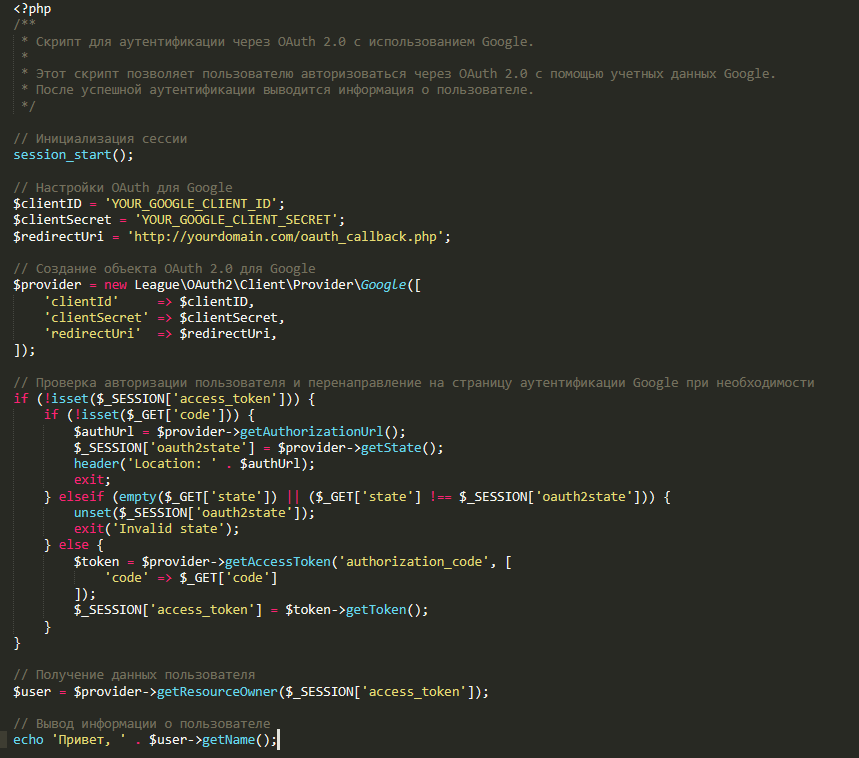 <?php
/**
 * Скрипт для аутентификации через OAuth 2.0 с использованием Google.
 *
 * Этот скрипт позволяет пользователю авторизоваться через OAuth 2.0 с помощью учетных данных Google.
 * После успешной аутентификации выводится информация о пользователе.
 */

// Инициализация сессии
session_start();

// Настройки OAuth для Google
$clientID = 'YOUR_GOOGLE_CLIENT_ID';
$clientSecret = 'YOUR_GOOGLE_CLIENT_SECRET';
$redirectUri = 'http://yourdomain.com/oauth_callback.php';

// Создание объекта OAuth 2.0 для Google
$provider = new League\OAuth2\Client\Provider\Google([
    'clientId'     => $clientID,
    'clientSecret' => $clientSecret,
    'redirectUri'  => $redirectUri,
]);

// Проверка авторизации пользователя и перенаправление на страницу аутентификации Google при необходимости
if (!isset($_SESSION['access_token'])) {
    if (!isset($_GET['code'])) {
        $authUrl = $provider->getAuthorizationUrl();
        $_SESSION['oauth2state'] = $provider->getState();
        header('Location: ' . $authUrl);
        exit;
    } elseif (empty($_GET['state']) || ($_GET['state'] !== $_SESSION['oauth2state'])) {
        unset($_SESSION['oauth2state']);
        exit('Invalid state');
    } else {
        $token = $provider->getAccessToken('authorization_code', [
            'code' => $_GET['code']
        ]);
        $_SESSION['access_token'] = $token->getToken();
    }
}

// Получение данных пользователя
$user = $provider->getResourceOwner($_SESSION['access_token']);

// Вывод информации о пользователе
echo 'Привет, ' . $user->getName();